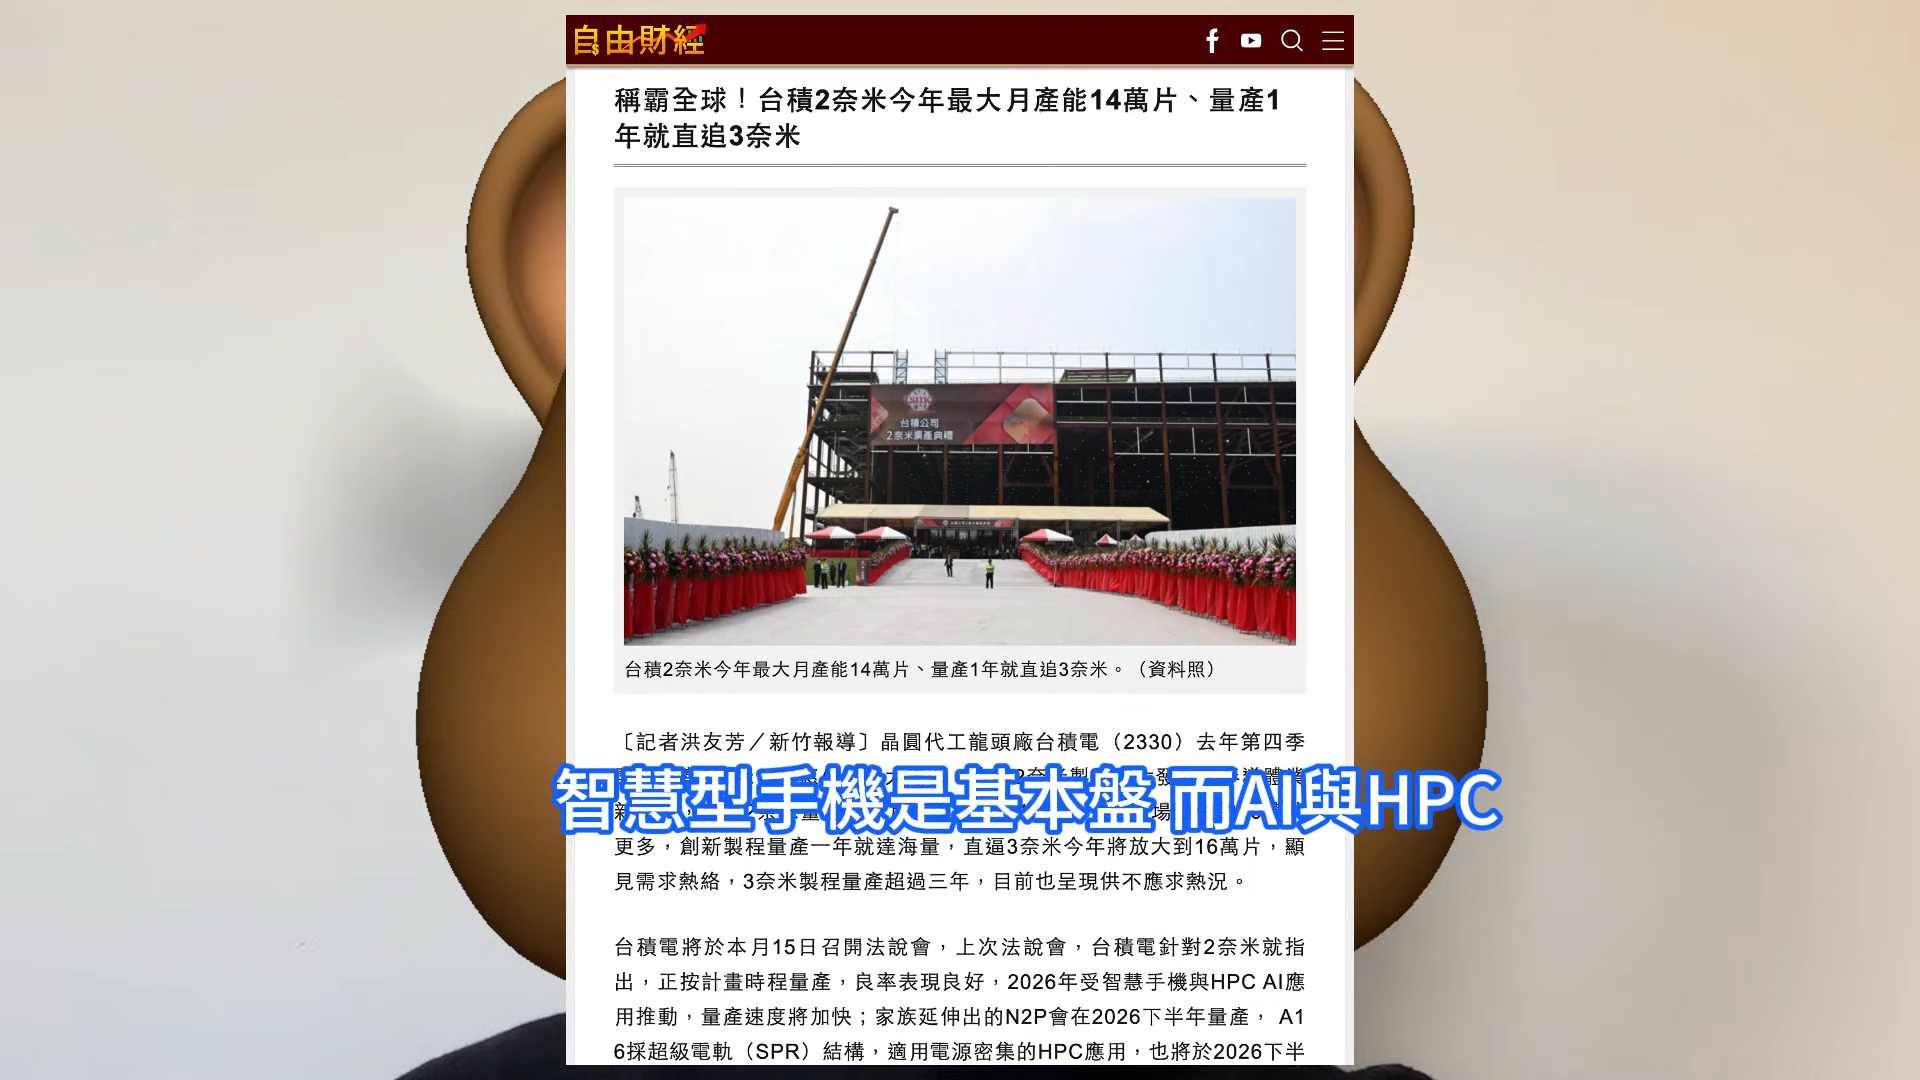 自由財經
稱霸全球！台積2奈米今年最大月產能14萬片、量產1
年就直追3奈米
tsmc
台積公司
2奈米擴產典禮
台積2奈米今年最大月產能14萬片、量產1年就直追3奈米。（資料照）
〔記者洪友芳／新竹報導〕晶圓代工龍頭廠台積電（2330）去年第四季
智慧型手機是基本盤 而AI與HPC
更多，創新製程量產一年就達海量，直逼3奈米今年將放大到16萬片，顯
見需求熱絡，3奈米製程量產超過三年，目前也呈現供不應求熱況。
台積電將於本月15日召開法說會，上次法說會，台積電針對2奈米就指
出，正按計畫時程量產，良率表現良好，2026年受智慧手機與HPC AI應
用推動，量產速度將加快；家族延伸出的N2P會在2026下半年量產， A1
6採超級電軌（SPR）結構，適用電源密集的HPC應用，也將於2026下半